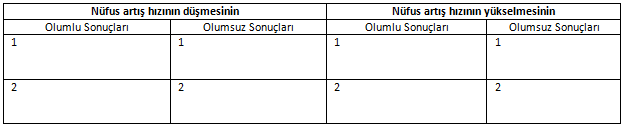 Nüfus artış hızının düşmesinin Nüfus artış hızının yükselmesinin
Olumlu Sonuçları Olumsuz Sonuçları Olumlu Sonuçları Olumsuz Sonuçları
1 1 1 1
2 2 2 2